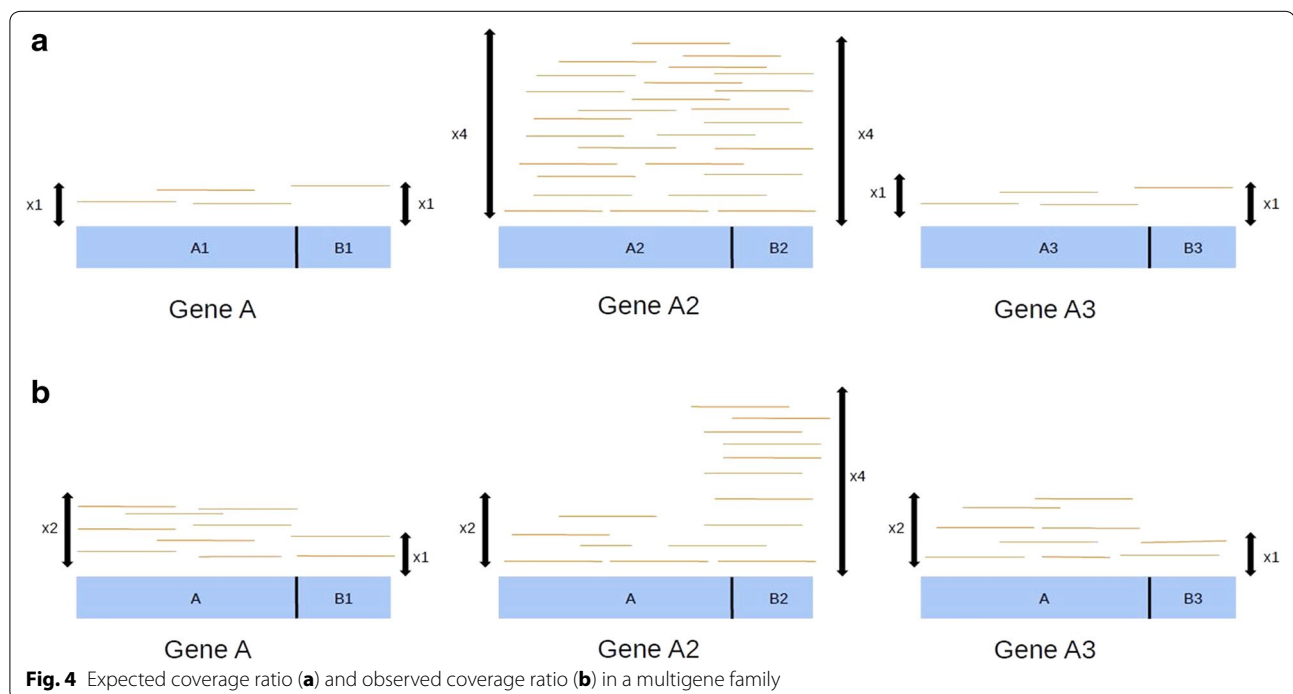 a
x1
x1
x4
x4
x1
x1
A1
B1
A2
B2
A3
B3
Gene A
Gene A2
Gene A3
b
x2
x1
x2
x4
x2
x1
A
B1
A
B2
A
B3
Gene A
Gene A2
Gene A3
Fig. 4 Expected coverage ratio (a) and observed coverage ratio (b) in a multigene family